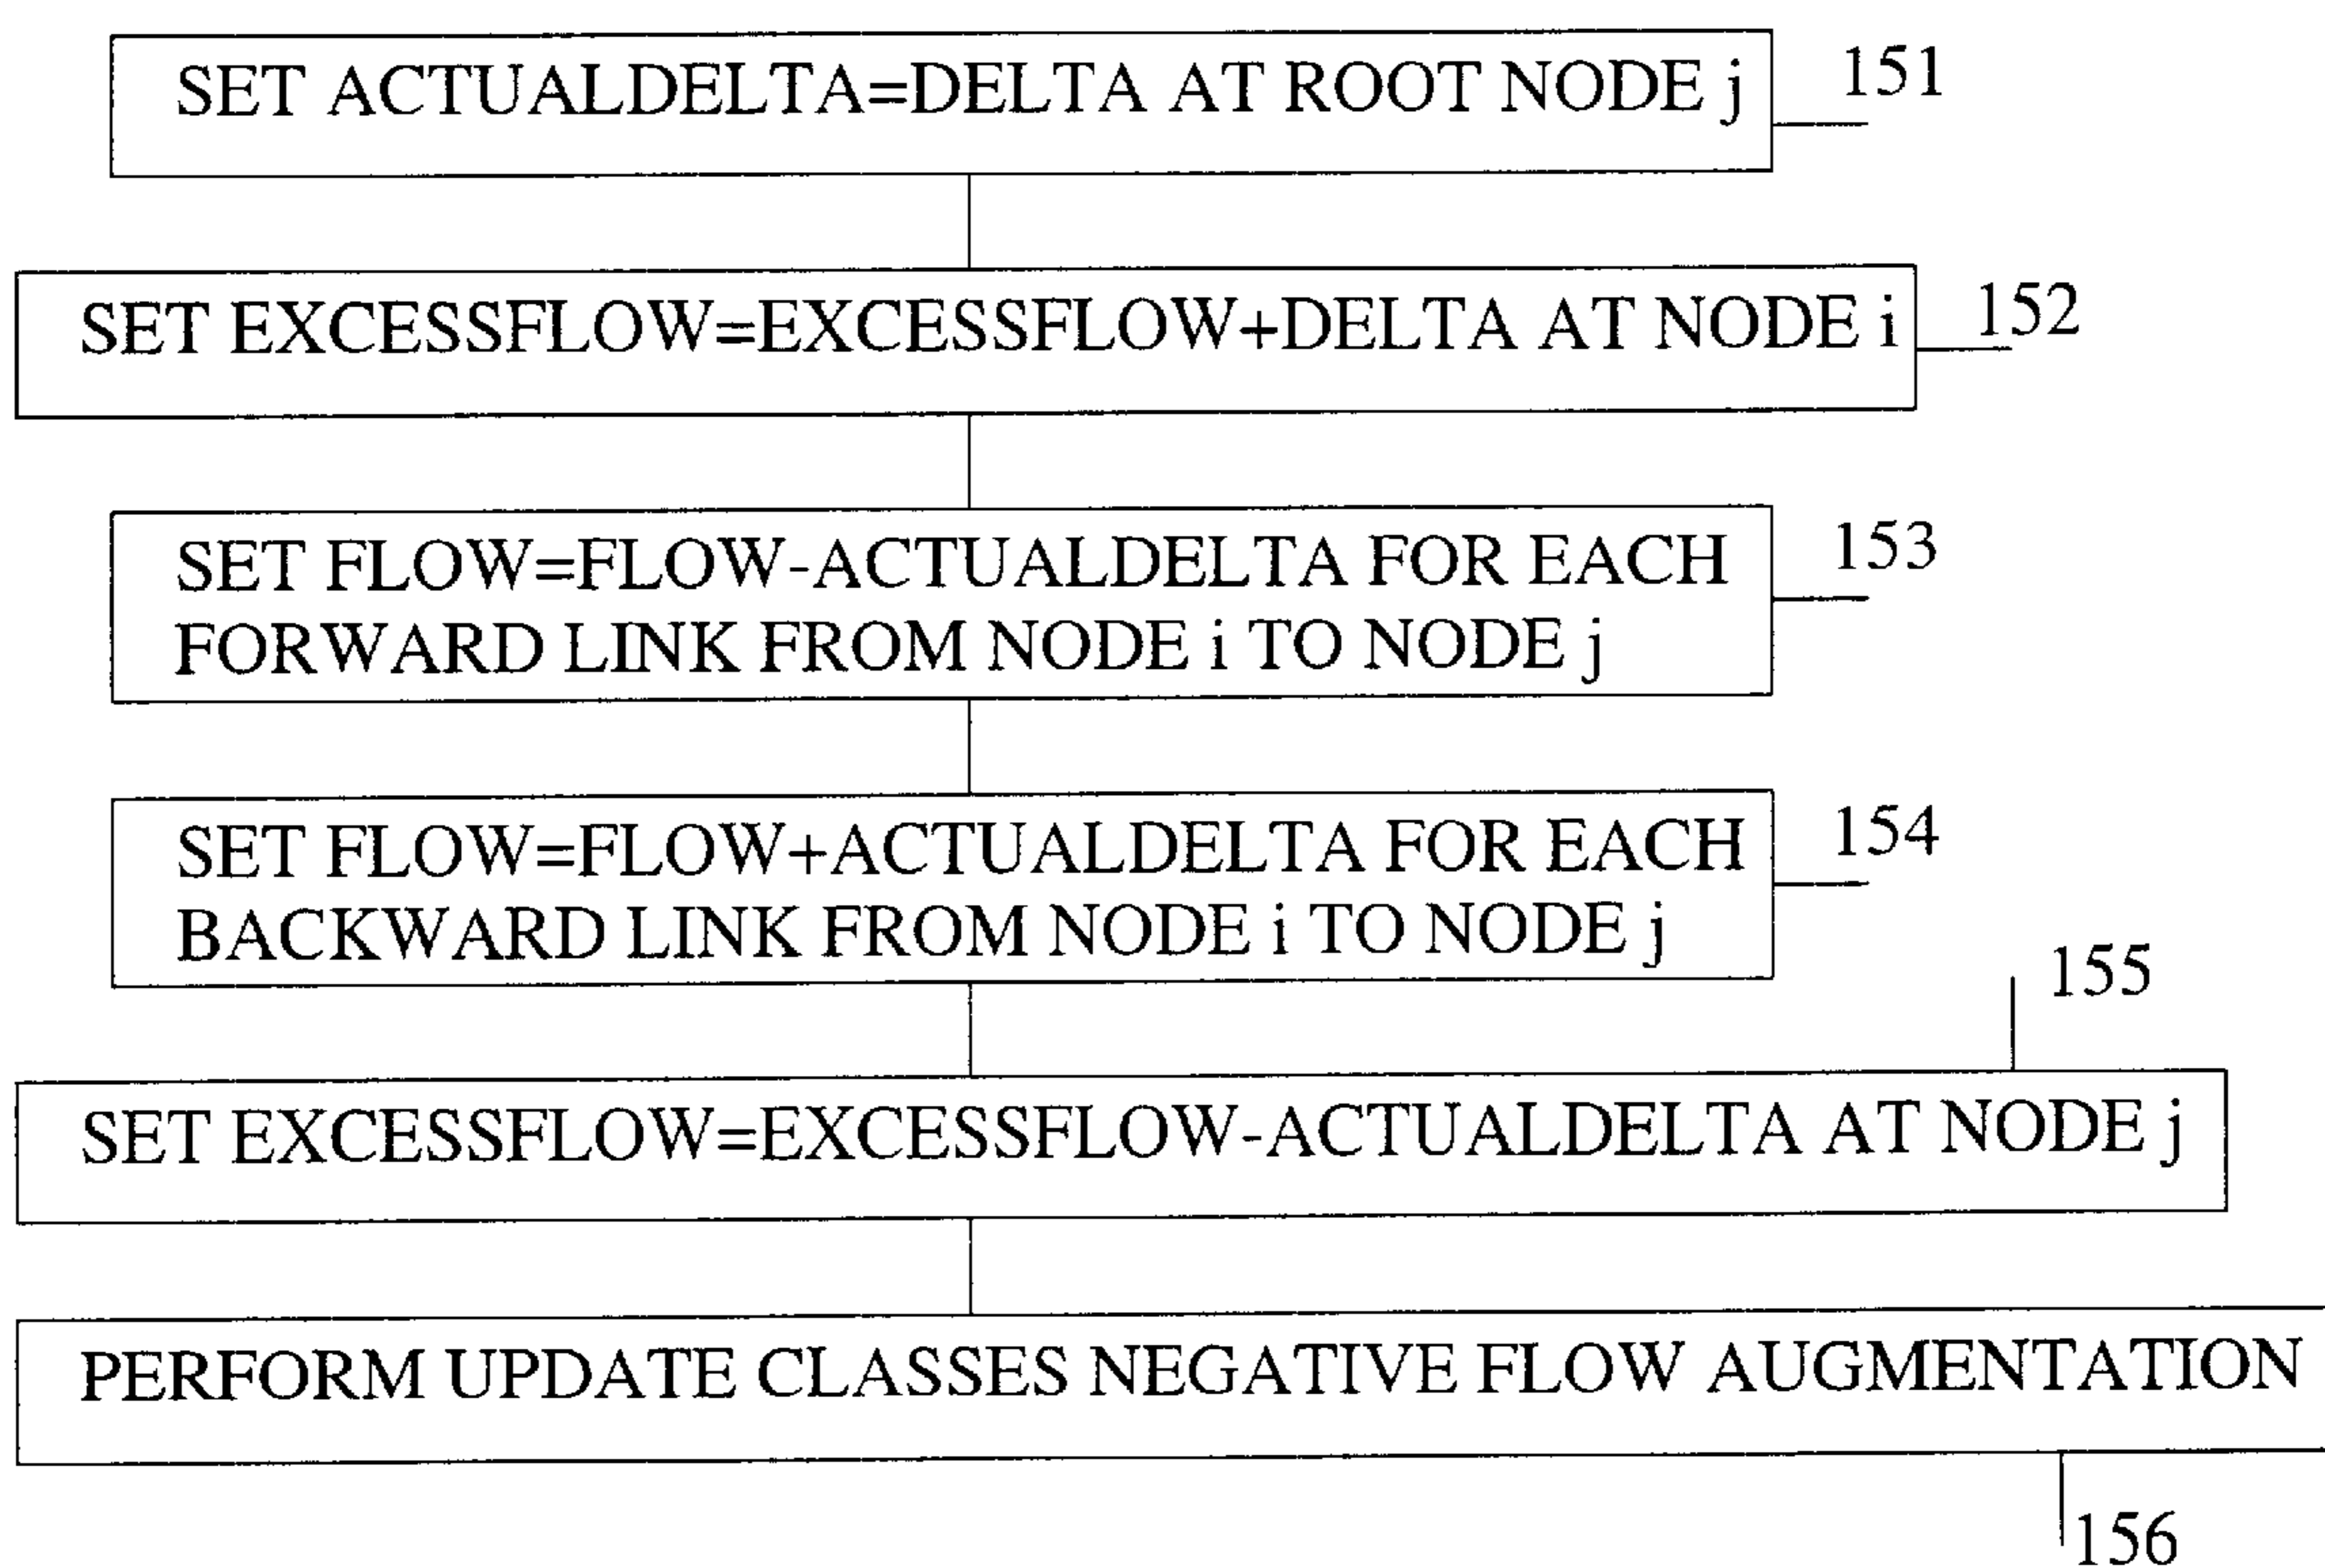 SET ACTUALDELTA=DELTA AT ROOT NODE j
151
SET EXCESSFLOW=EXCESSFLOW+DELTA AT NODE i
152
SET FLOW=FLOW-ACTUALDELTA FOR EACH
FORWARD LINK FROM NODE i TO NODE j
153
SET FLOW=FLOW+ACTUALDELTA FOR EACH
BACKWARD LINK FROM NODE i TO NODE j
154
155
SET EXCESSFLOW=EXCESSFLOW-ACTUALDELTA AT NODE j
PERFORM UPDATE CLASSES NEGATIVE FLOW AUGMENTATION
156